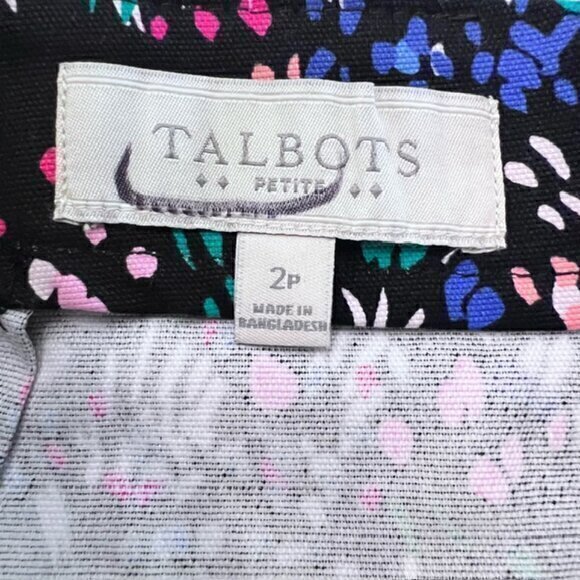 TALBOTS
PETITE
2P
MADE IN
BANGLADESH